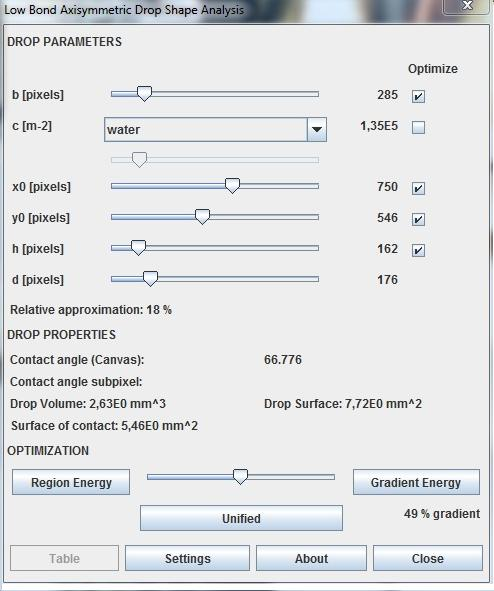 Low Bond Axisymmetric Drop Shape Analysis
DROP PARAMETERS
Optimize
b [pixels] 285
c [m-2] water 1,35E5
x0 [pixels] 750
y0 [pixels] 546
h [pixels] 162
d [pixels] 176
Relative approximation: 18 %
DROP PROPERTIES
Contact angle (Canvas): 66.776
Contact angle subpixel:
Drop Volume: 2,63E0 mm^3 Drop Surface: 7,72E0 mm^2
Surface of contact: 5,46E0 mm^2
OPTIMIZATION
Region Energy Gradient Energy
Unified 49 % gradient
Table Settings About Close